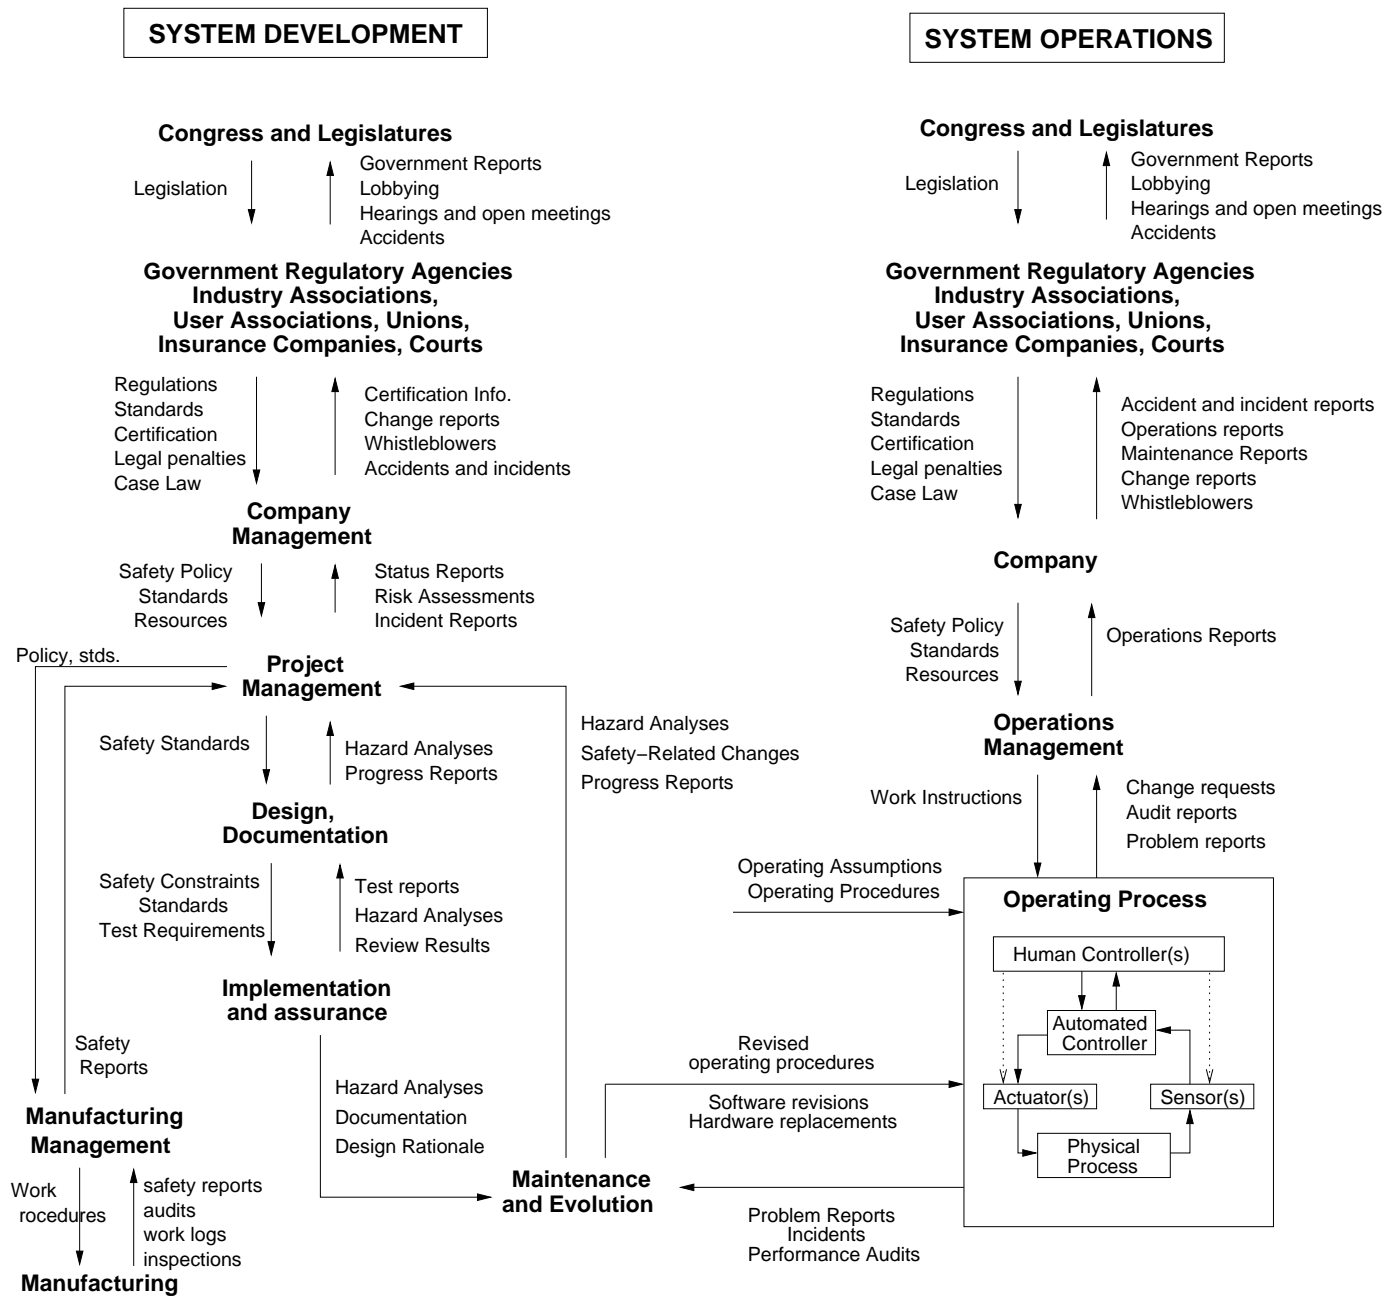 SYSTEM DEVELOPMENT
Congress and Legislatures
Legislation
Government Reports
Lobbying
Hearings and open meetings
Accidents
Government Regulatory Agencies
Industry Associations,
User Associations, Unions,
Insurance Companies, Courts
Regulations
Standards
Certification
Legal penalties
Case Law
Certification Info.
Change reports
Whistleblowers
Accidents and incidents
Company
Management
Safety Policy
Standards
Resources
Status Reports
Risk Assessments
Incident Reports
Policy, stds.
Project
Management
Safety Standards
Hazard Analyses
Progress Reports
Hazard Analyses
Safety–Related Changes
Progress Reports
Design,
Documentation
Safety Constraints
Standards
Test Requirements
Test reports
Hazard Analyses
Review Results
Implementation
and assurance
Safety
Reports
Hazard Analyses
Documentation
Design Rationale
Manufacturing
Management
Work
rocedures
safety reports
audits
work logs
inspections
Manufacturing
Maintenance
and Evolution
SYSTEM OPERATIONS
Congress and Legislatures
Legislation
Government Reports
Lobbying
Hearings and open meetings
Accidents
Government Regulatory Agencies
Industry Associations,
User Associations, Unions,
Insurance Companies, Courts
Regulations
Standards
Certification
Legal penalties
Case Law
Accident and incident reports
Operations reports
Maintenance Reports
Change reports
Whistleblowers
Company
Safety Policy
Standards
Resources
Operations Reports
Operations
Management
Work Instructions
Change requests
Audit reports
Problem reports
Operating Assumptions
Operating Procedures
Operating Process
Human Controller(s)
Automated
Controller
Actuator(s)
Sensor(s)
Physical
Process
Revised
operating procedures
Software revisions
Hardware replacements
Problem Reports
Incidents
Performance Audits